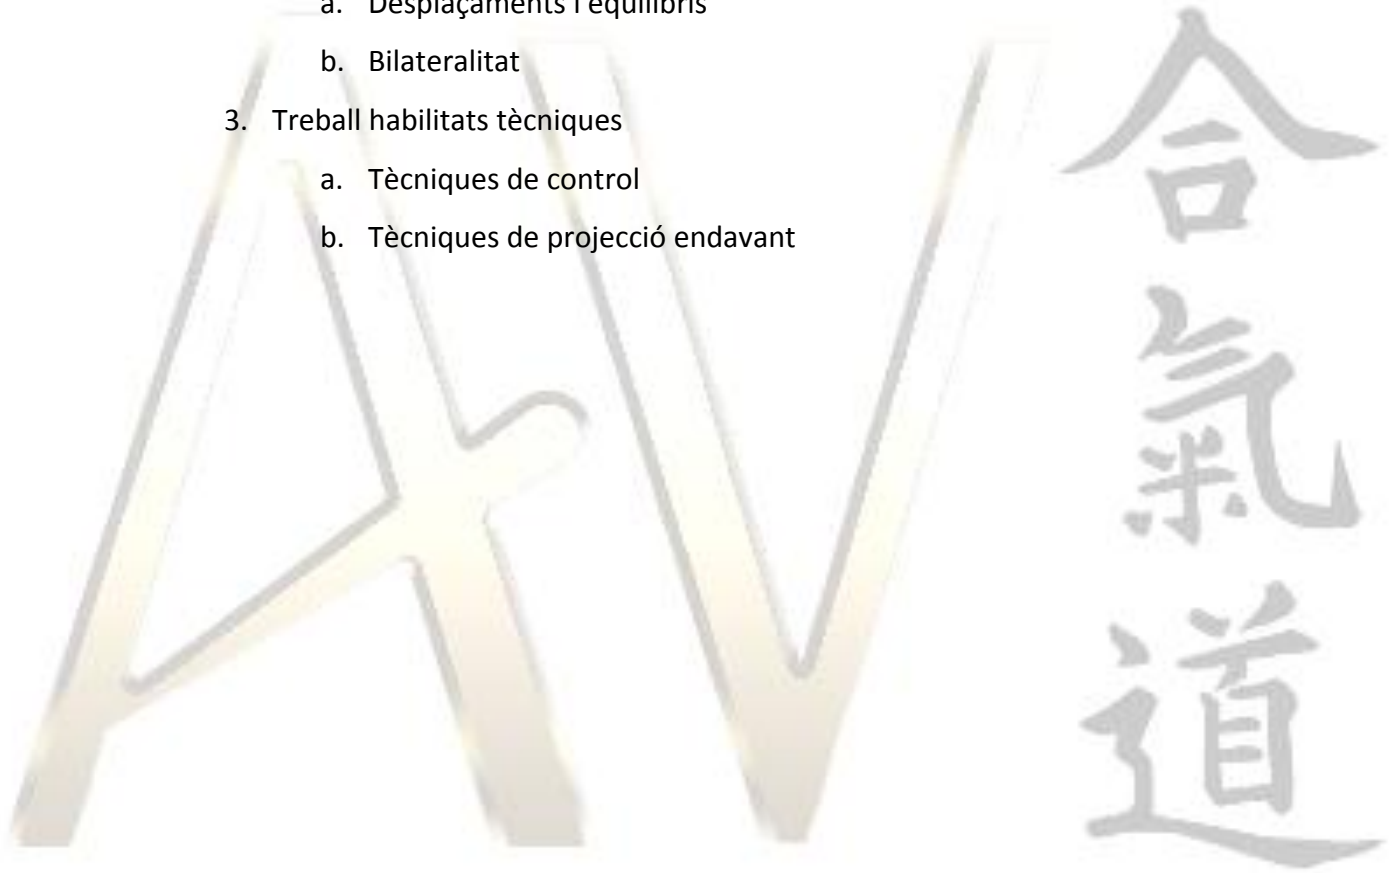 a. Desplaçaments i equilibris
b. Bilateralitat
3. Treball habilitats tècniques
a. Tècniques de control
b. Tècniques de projecció endavant
AV
合
氣
道